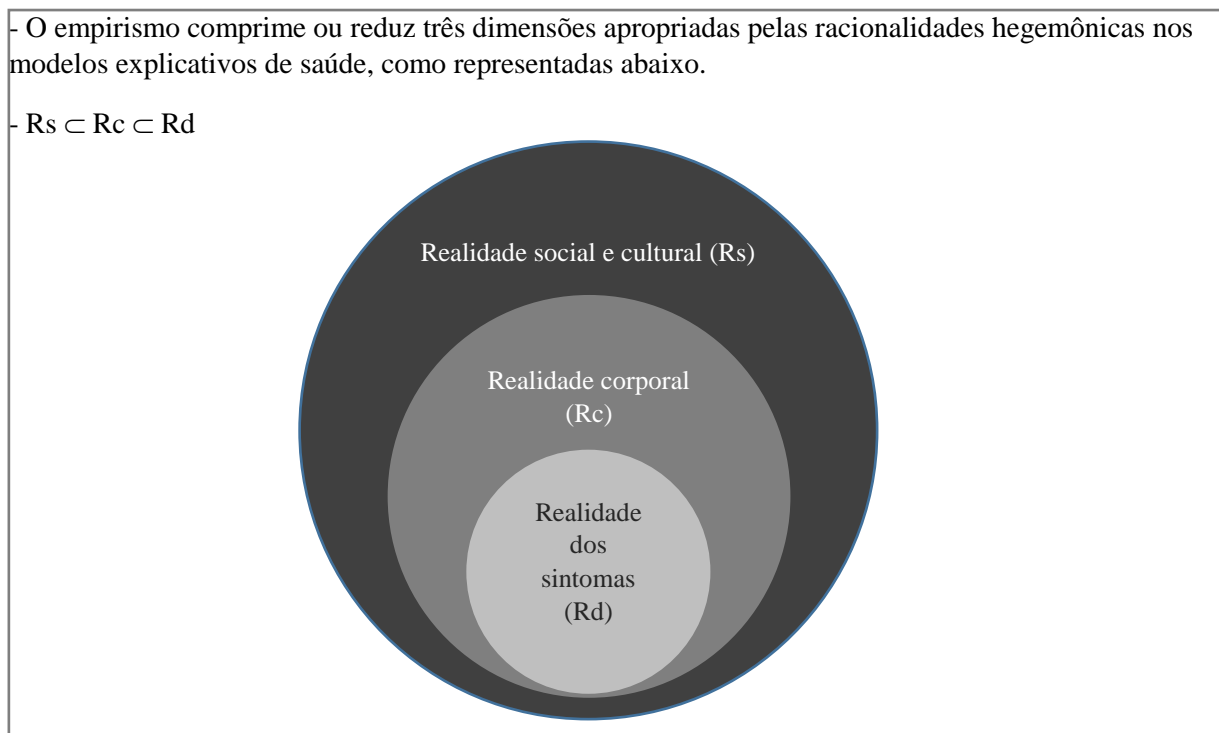 - O empirismo comprime ou reduz três dimensões apropriadas pelas racionalidades hegemônicas nos
modelos explicativos de saúde, como representadas abaixo.
- Rs ⊂ Rc ⊂ Rd
Realidade social e cultural (Rs)
Realidade corporal
(Rc)
Realidade
dos
sintomas
(Rd)